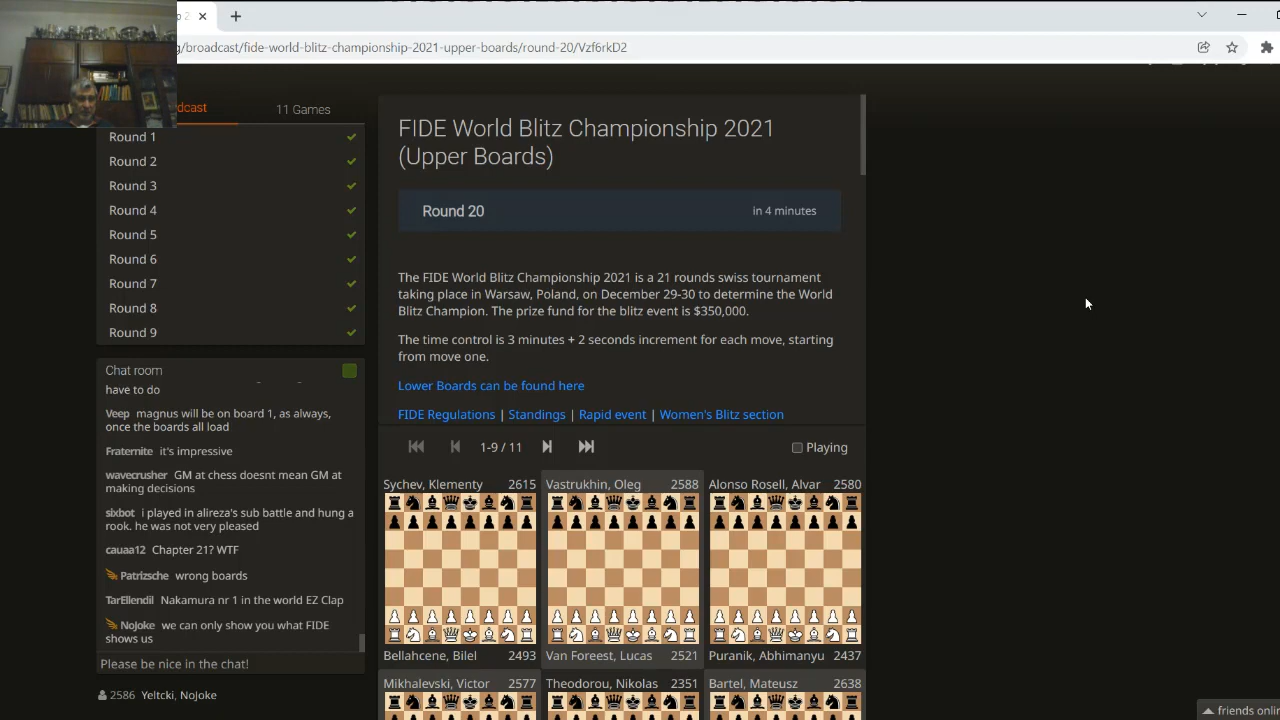 g/broadcast/fide-world-blitz-championship-2021-upper-boards/round-20/Vzf6rkD2
dcast
11 Games
Round 1
Round 2
Round 3
Round 4
Round 5
Round 6
Round 7
Round 8
Round 9
Chat room
have to do
Veep magnus will be on board 1, as always,
once the boards all load
Fraternite it's impressive
wavecrusher GM at chess doesnt mean GM at
making decisions
sixbot i played in alireza's sub battle and hung a
rook. he was not very pleased
cauaa12 Chapter 21? WTF
Patrizsche wrong boards
TarEllendil Nakamura nr 1 in the world EZ Clap
NoJoke we can only show you what FIDE
shows us
Please be nice in the chat!
2586 Yeltcki, NoJoke
FIDE World Blitz Championship 2021
(Upper Boards)
Round 20
in 4 minutes
The FIDE World Blitz Championship 2021 is a 21 rounds swiss tournament
taking place in Warsaw, Poland, on December 29-30 to determine the World
Blitz Champion. The prize fund for the blitz event is $350,000.
The time control is 3 minutes + 2 seconds increment for each move, starting
from move one.
Lower Boards can be found here
FIDE Regulations | Standings | Rapid event | Women's Blitz section
1-9 / 11
Playing
Sychev, Klementy 2615
Vastrukhin, Oleg 2588
Alonso Rosell, Alvar 2580
Bellahcene, Bilel 2493
Van Foreest, Lucas 2521
Puranik, Abhimanyu 2437
Mikhalevski, Victor 2577
Theodorou, Nikolas 2351
Bartel, Mateusz 2638
friends onlin